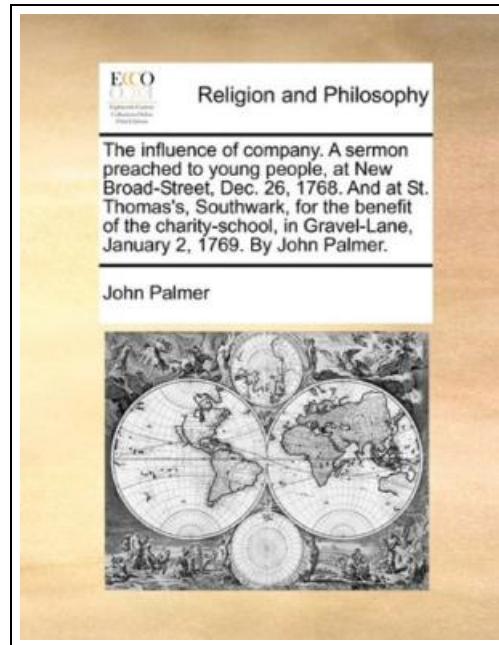 ECCO
Religion and Philosophy
The influence of company. A sermon
preached to young people, at New
Broad-Street, Dec. 26, 1768. And at St.
Thomas's, Southwark, for the benefit
of the charity-school, in Gravel-Lane,
January 2, 1769. By John Palmer.
John Palmer